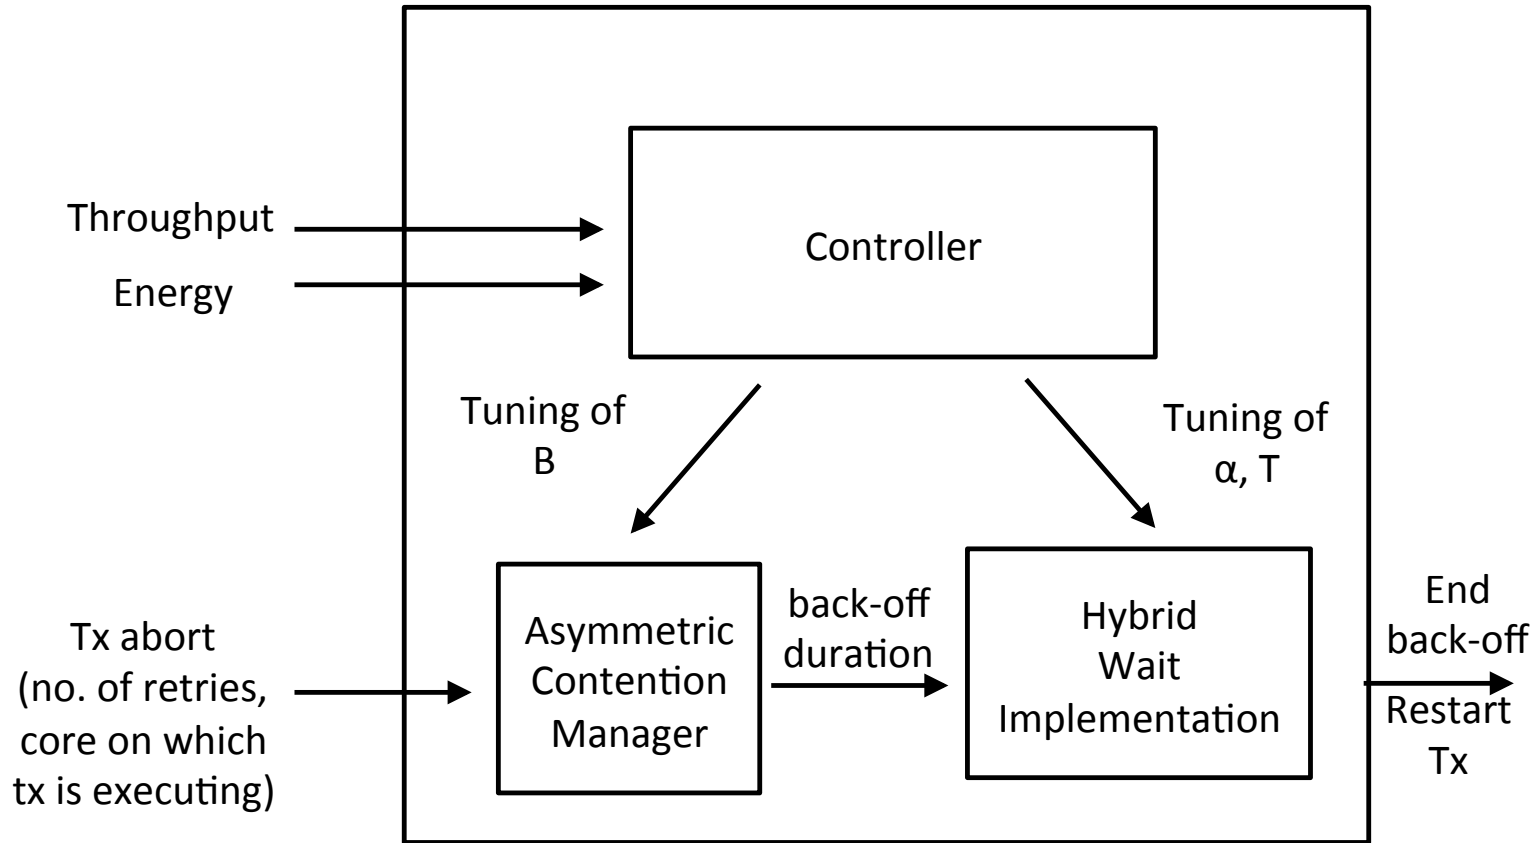 Throughput
Energy
Controller
Tuning of
B
Tuning of
α, T
Tx abort
(no. of retries,
core on which
tx is executing)
Asymmetric
Contention
Manager
back-off
duration
Hybrid
Wait
Implementation
End
back-off
Restart
Tx